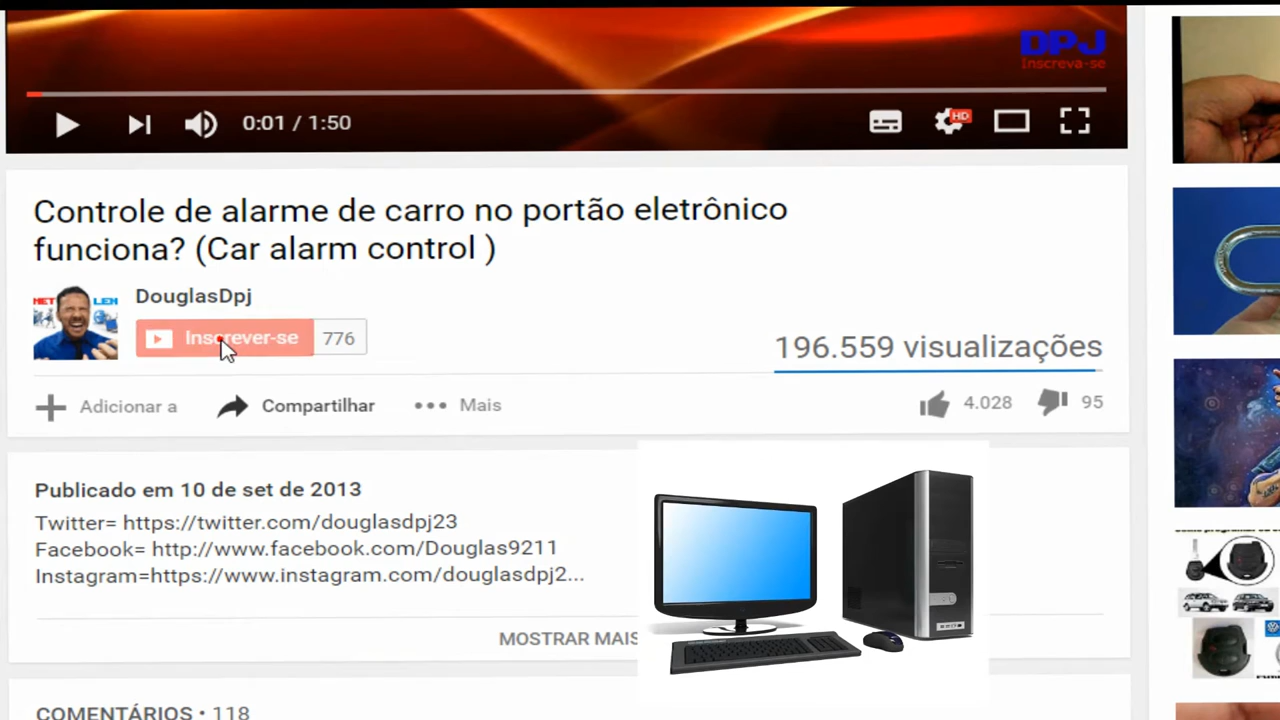 DPJ
Inscreva-se
0:01 / 1:50
HD
Controle de alarme de carro no portão eletrônico
funciona? (Car alarm control )
DouglasDpj
Inscrever-se 776
196.559 visualizações
Adicionar a Compartilhar Mais
4.028 95
Publicado em 10 de set de 2013
Twitter= https://twitter.com/douglasdpj23
Facebook= http://www.facebook.com/Douglas9211
Instagram=https://www.instagram.com/douglasdpj2...
MOSTRAR MAIS
COMENTÁRIOS • 118